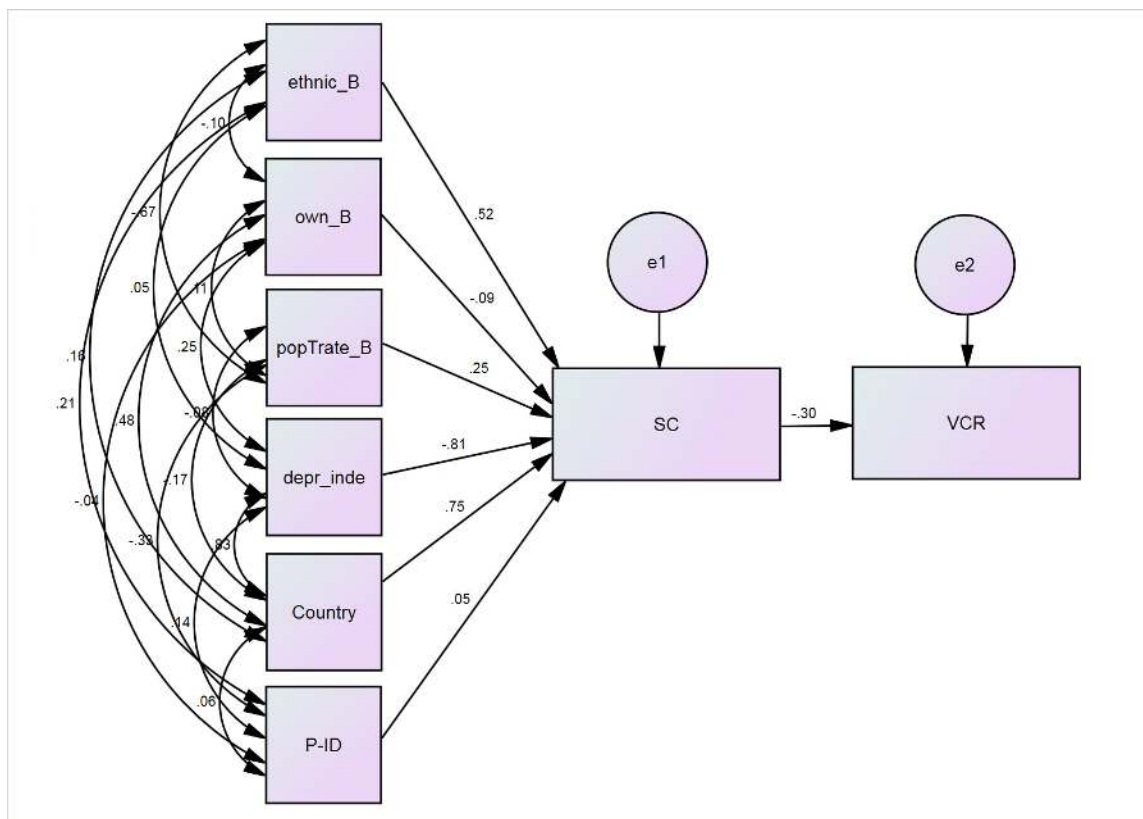 ethnic_B
-.10
own_B
.52
-.67
e1
e2
.05
.11
-.09
popTrate_B
.25
.25
.16
-.08
.21
.48
SC
-.30
VCR
-.81
depr_inde
-.17
.75
-.04
-.33
.83
Country
.05
.14
.06
P-ID